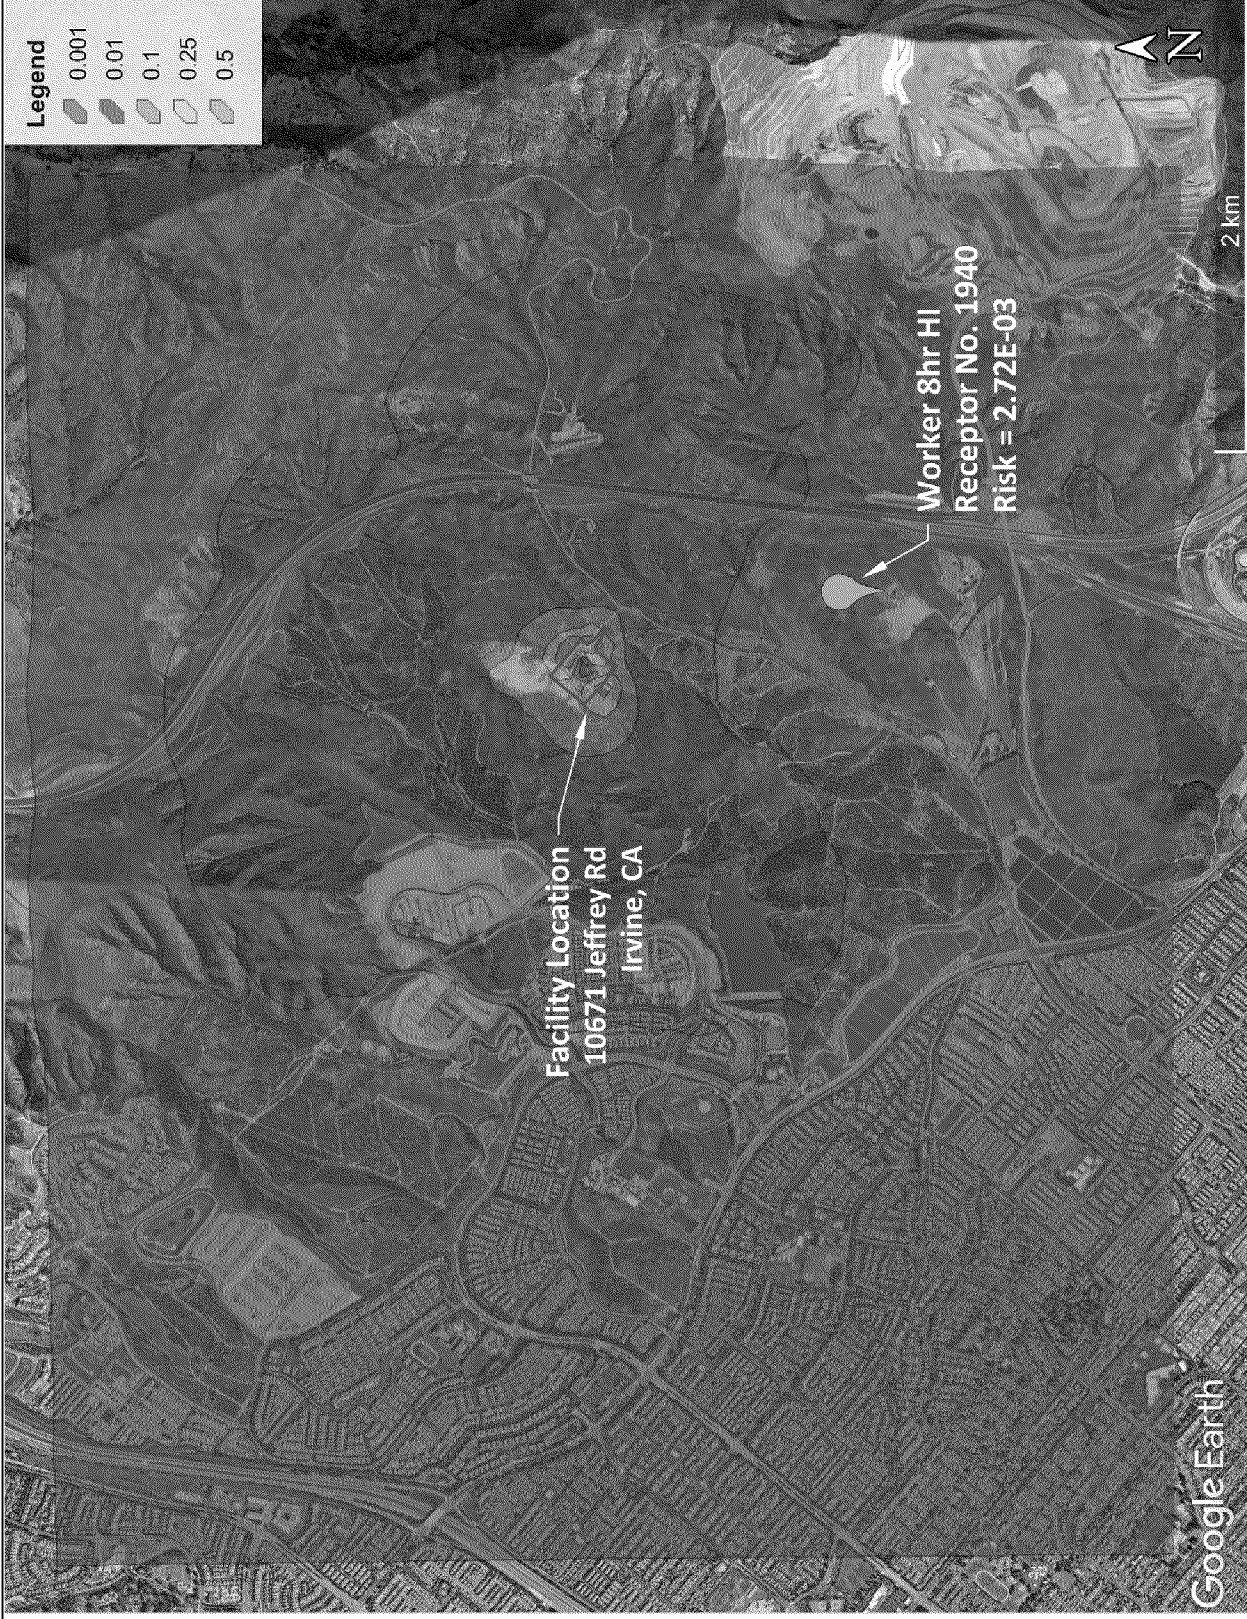 Legend
0.001
0.01
0.1
0.25
0.5
N
Facility Location
10671 Jeffrey Rd
Irvine, CA
Worker 8hr HI
Receptor No. 1940
Risk = 2.72E-03
Google Earth
2 km